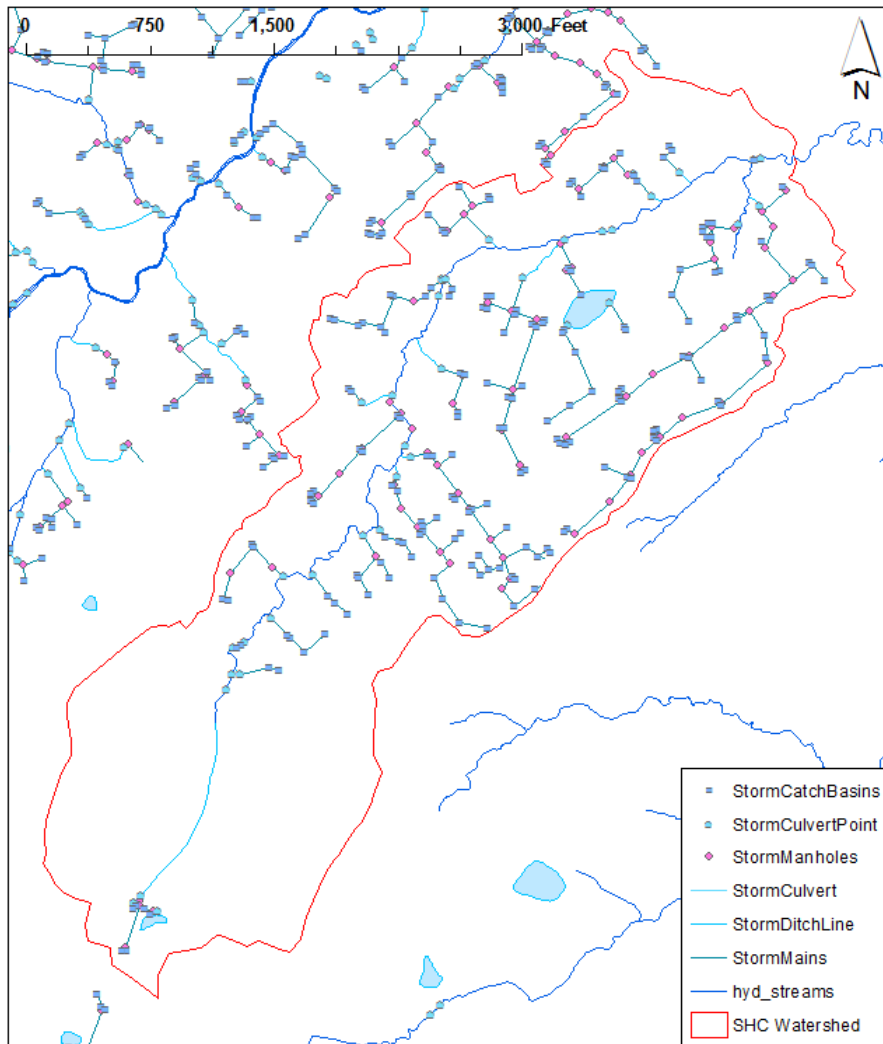 0 750 1,500 3,000 Feet
N
StormCatchBasins
StormCulvertPoint
StormManholes
StormCulvert
StormDitchLine
StormMains
hyd_streams
SHC Watershed